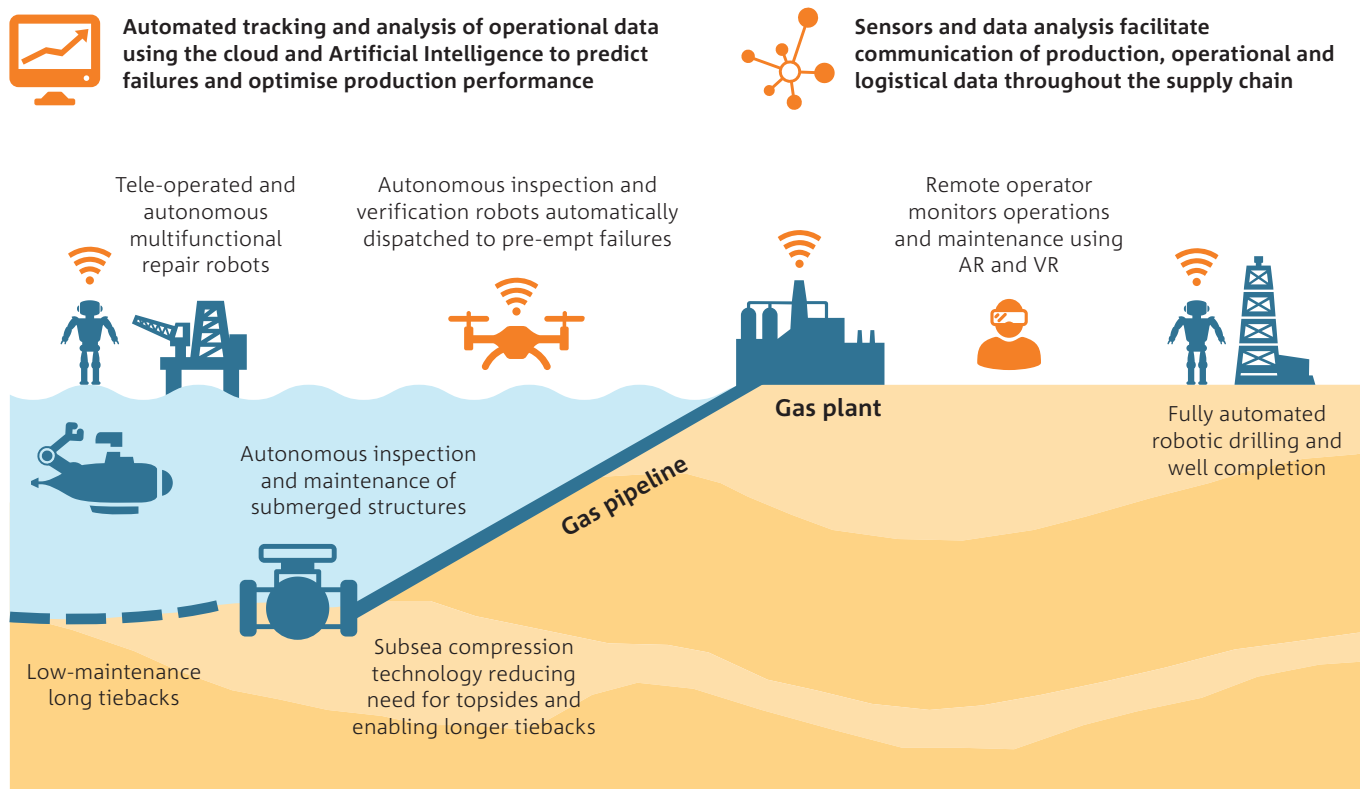 Automated tracking and analysis of operational data
using the cloud and Artificial Intelligence to predict
failures and optimise production performance
Sensors and data analysis facilitate
communication of production, operational and
logistical data throughout the supply chain
Tele-operated and
autonomous
multifunctional
repair robots
Autonomous inspection and
verification robots automatically
dispatched to pre-empt failures
Remote operator
monitors operations
and maintenance using
AR and VR
Gas plant
Fully automated
robotic drilling and
well completion
Autonomous inspection
and maintenance of
submerged structures
Gas pipeline
Low-maintenance
long tiebacks
Subsea compression
technology reducing
need for topsides and
enabling longer tiebacks